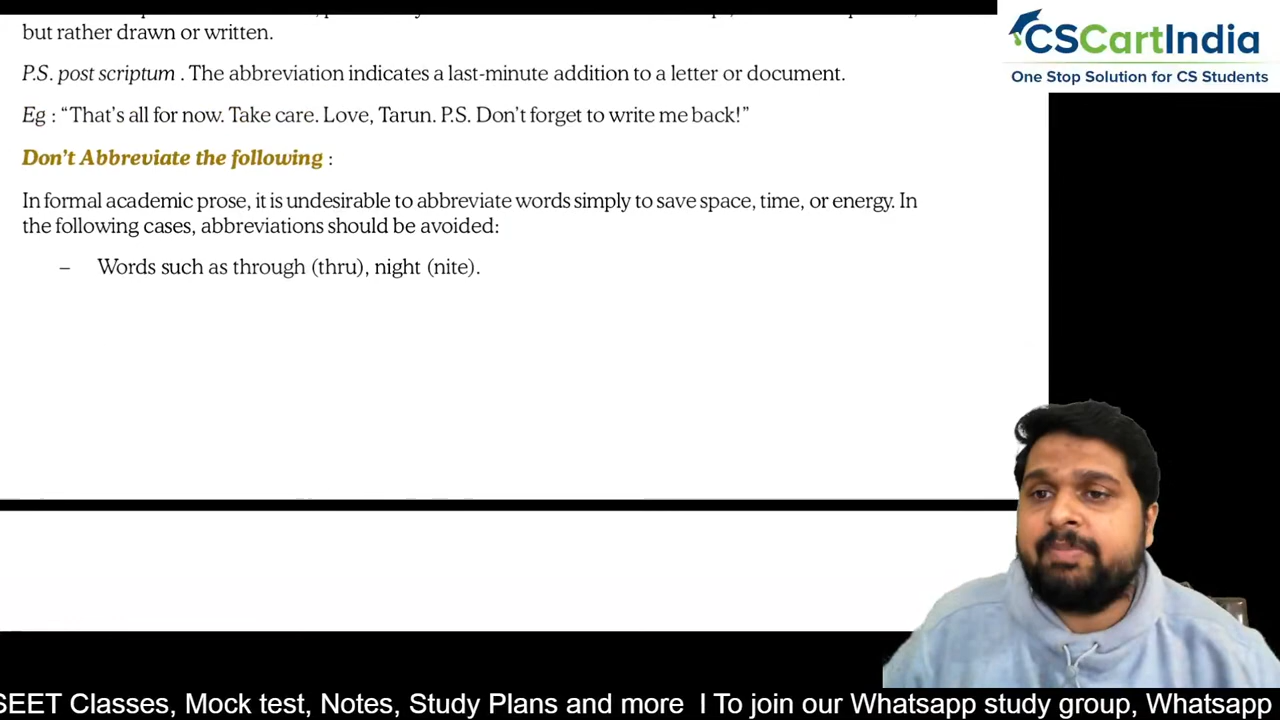 but rather drawn or written.
P.S. post scriptum . The abbreviation indicates a last-minute addition to a letter or document.
Eg : “That's all for now. Take care. Love, Tarun. P.S. Don't forget to write me back!”
Don't Abbreviate the following :
In formal academic prose, it is undesirable to abbreviate words simply to save space, time, or energy. In
the following cases, abbreviations should be avoided:
– Words such as through (thru), night (nite).
CSCartIndia
One Stop Solution for CS Students
SEET Classes, Mock test, Notes, Study Plans and more I To join our Whatsapp study group, Whatsapp